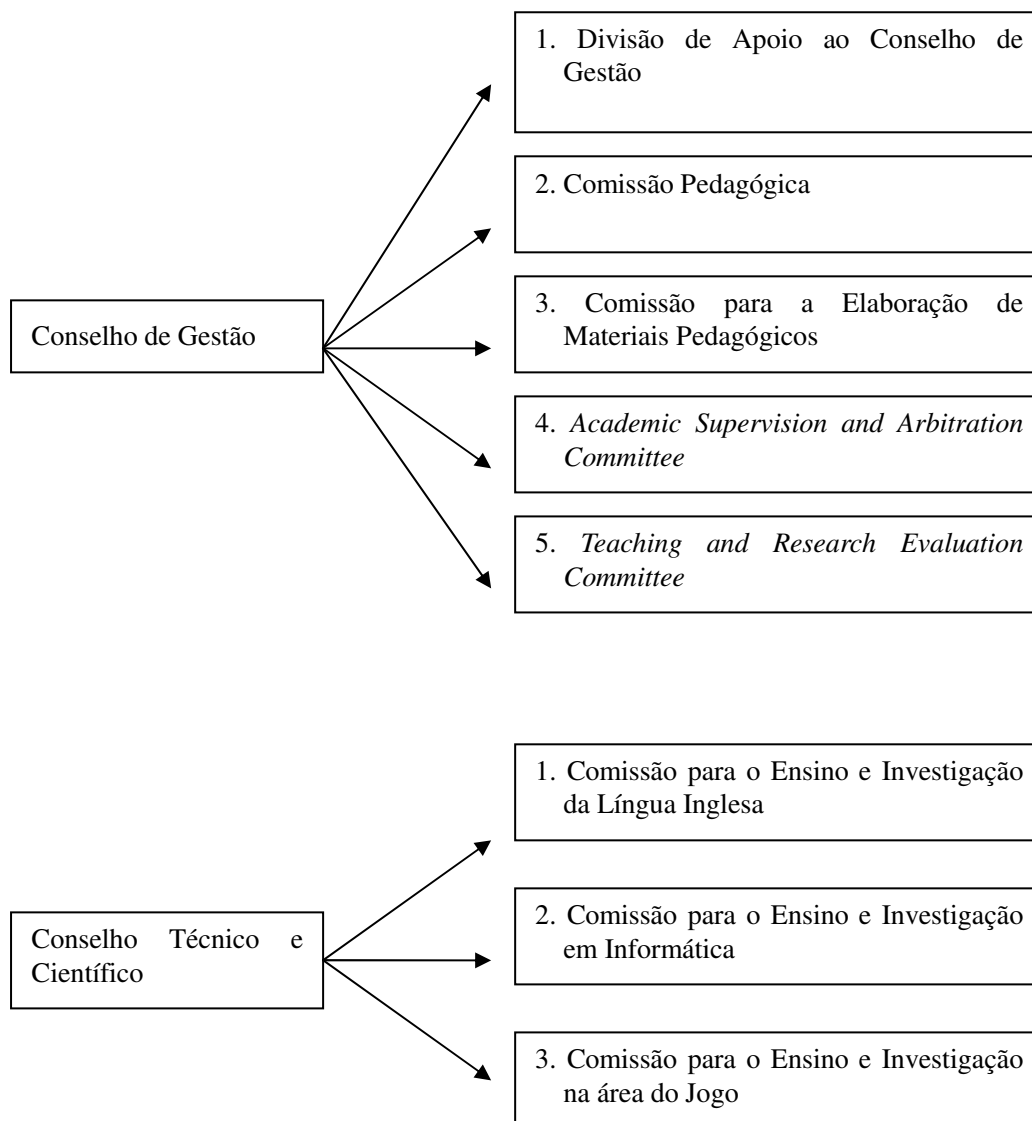 1. Divisão de Apoio ao Conselho de
Gestão
2. Comissão Pedagógica
3. Comissão para a Elaboração de
Materiais Pedagógicos
Conselho de Gestão
4. Academic Supervision and Arbitration
Committee
5. Teaching and Research Evaluation
Committee
1. Comissão para o Ensino e Investigação
da Língua Inglesa
Conselho Técnico e
Científico
2. Comissão para o Ensino e Investigação
em Informática
3. Comissão para o Ensino e Investigação
na área do Jogo